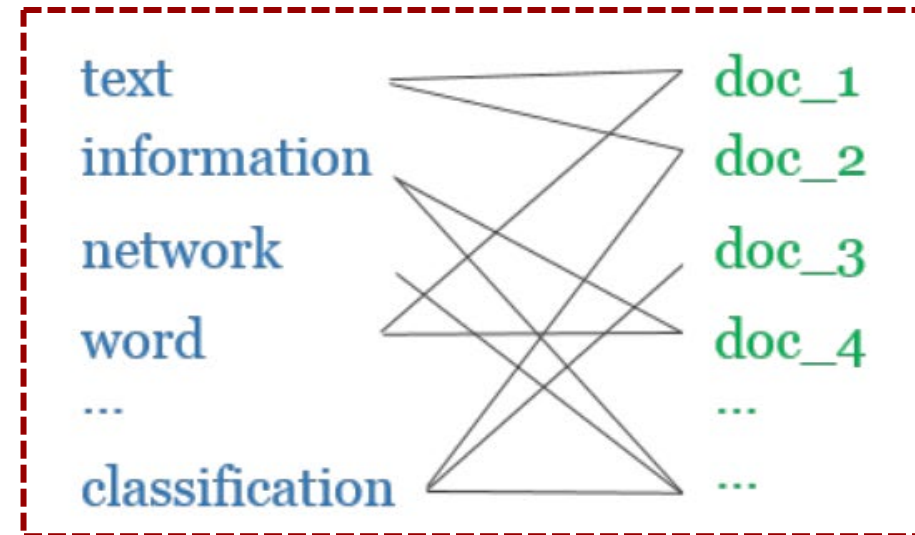 text doc_1
information doc_2
network doc_3
word doc_4
... ...
classification ...